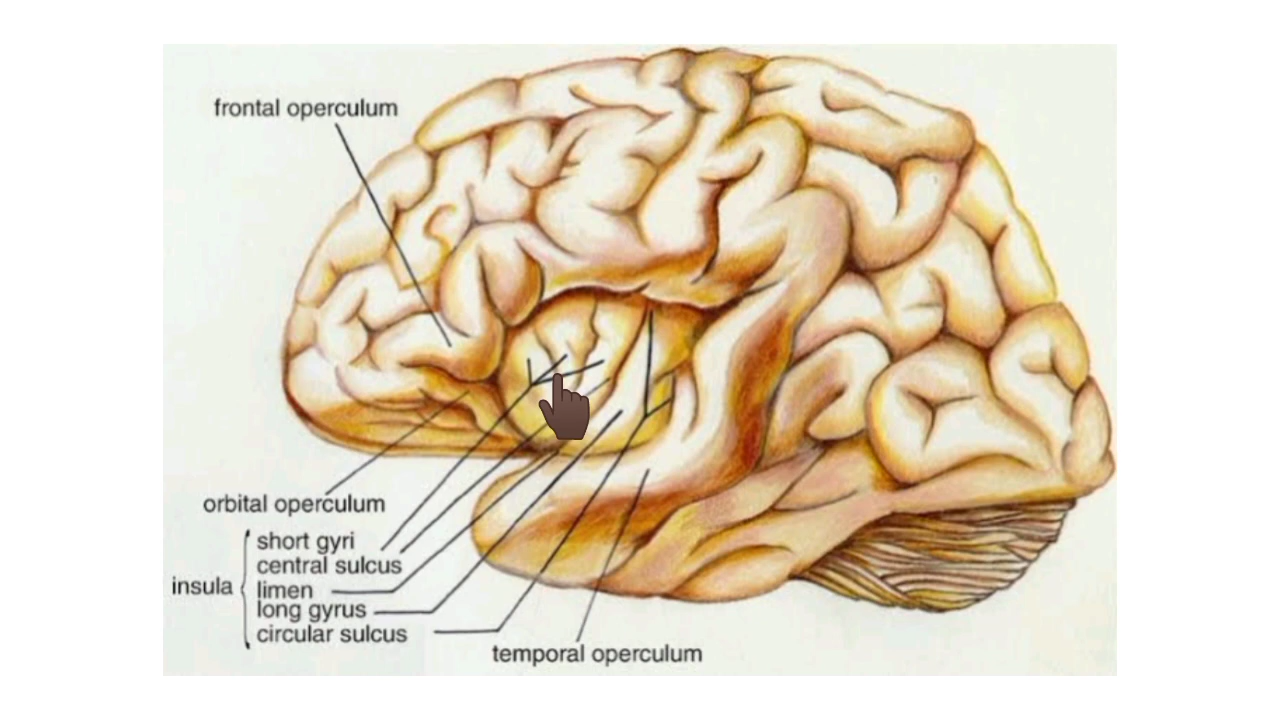 frontal operculum
orbital operculum
insula
short gyri
central sulcus
limen
long gyrus
circular sulcus
temporal operculum